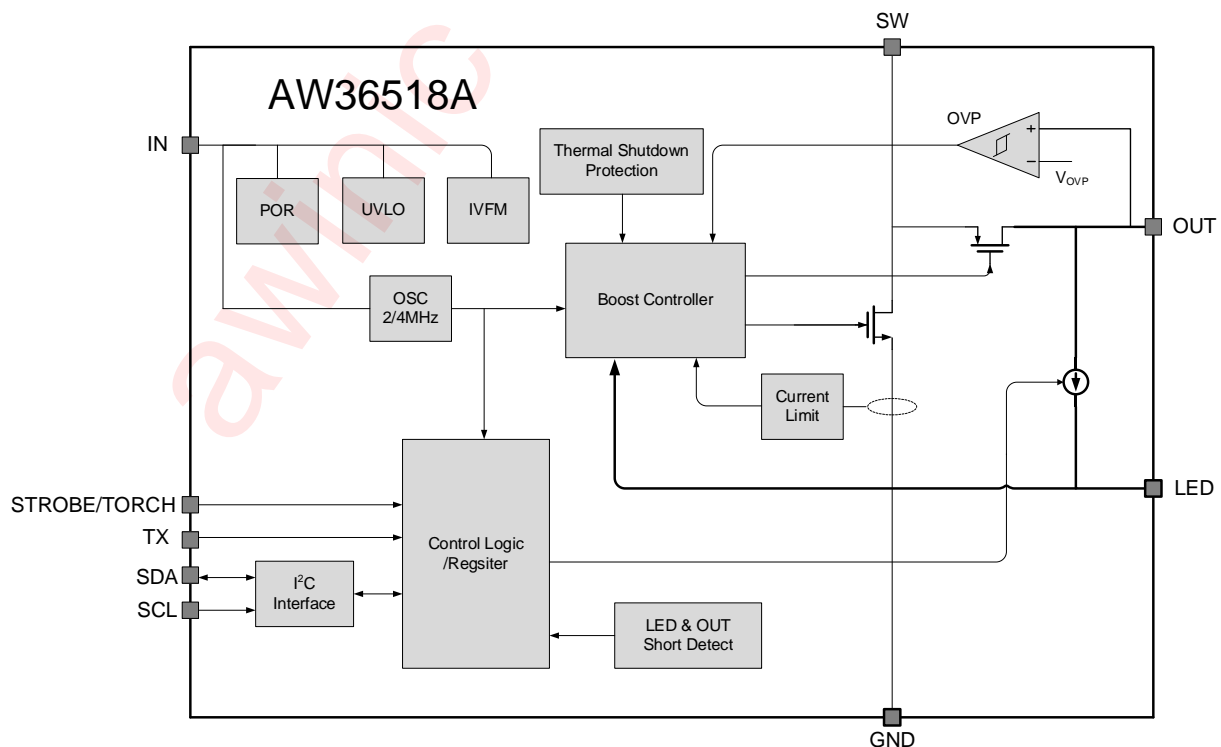 SW
AW36518A
OVP
+
−
V_OVP
IN
Thermal Shutdown
Protection
POR
UVLO
IVFM
OUT
OSC
2/4MHz
Boost Controller
Current
Limit
STROBE/TORCH
TX
SDA
SCL
I²C
Interface
Control Logic
/Regsiter
LED
LED & OUT
Short Detect
GND
awinic